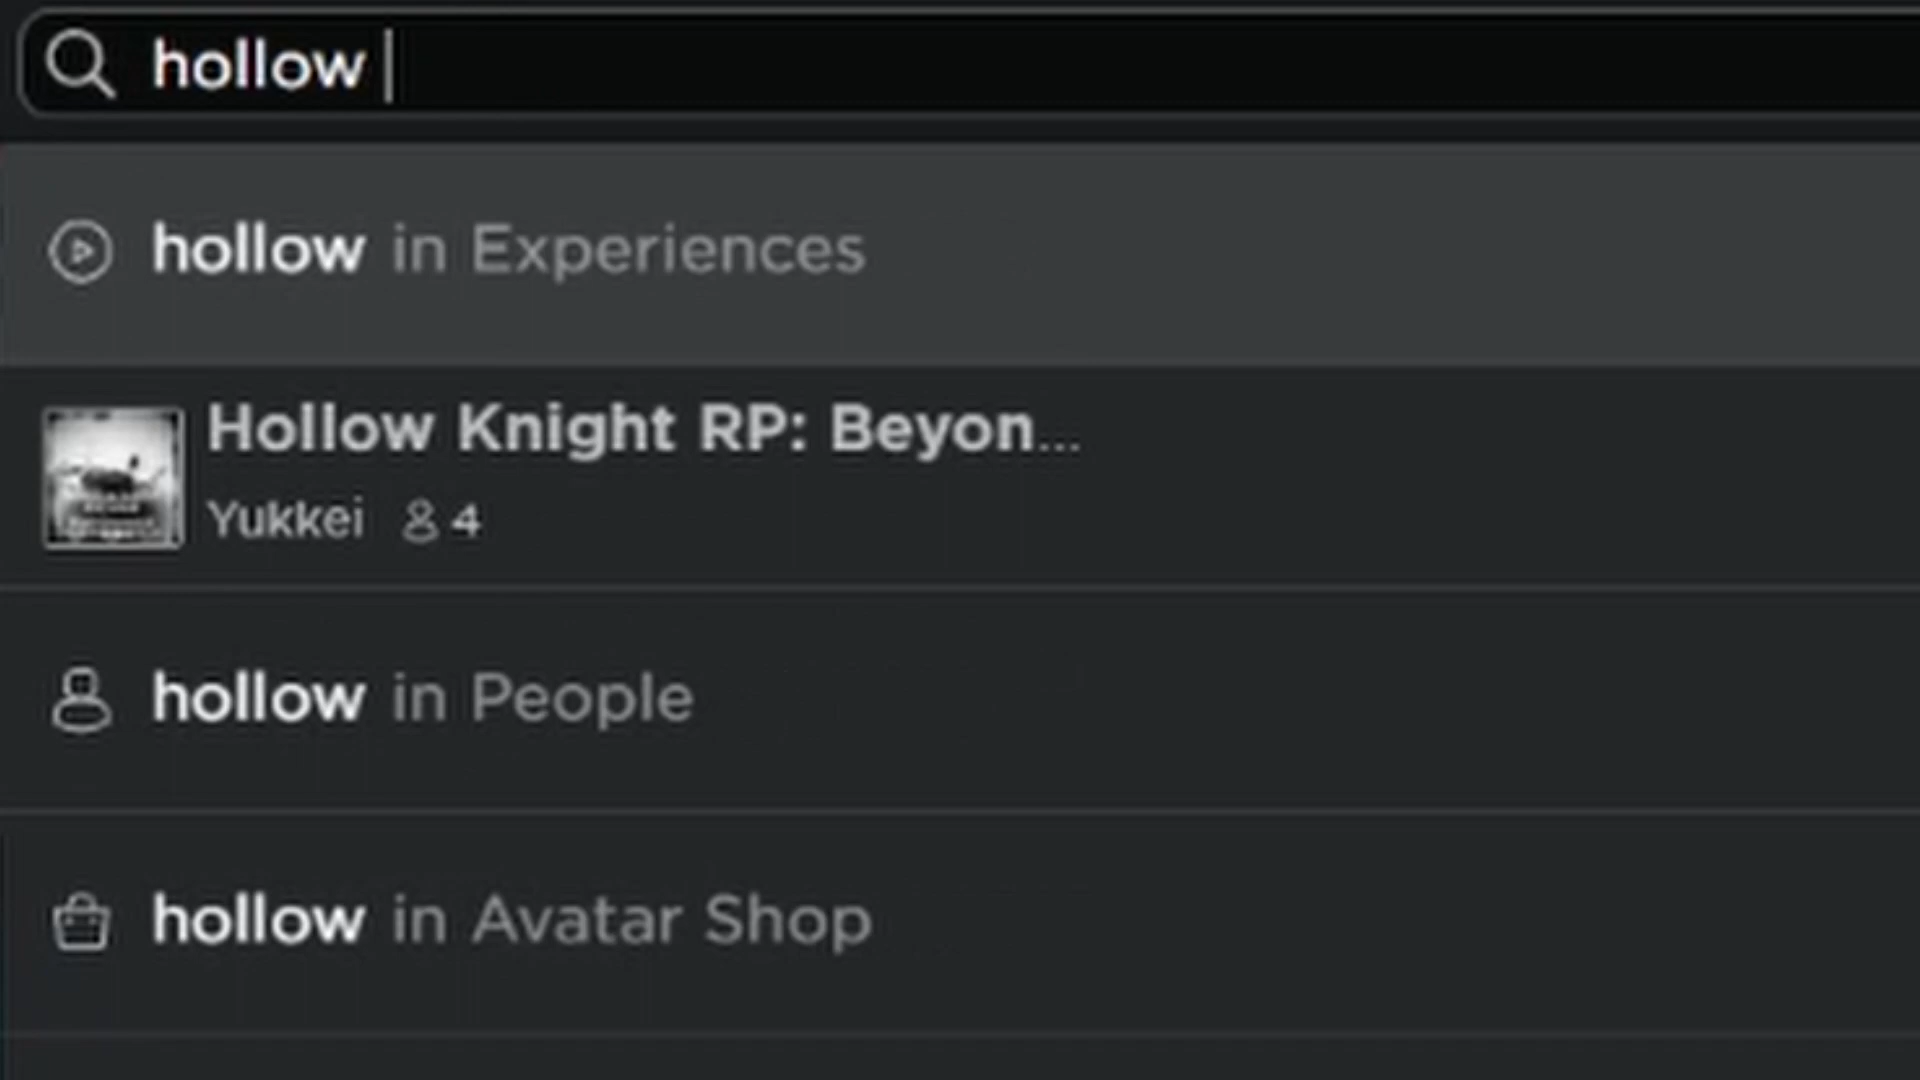 hollow
hollow in Experiences
Hollow Knight RP: Beyon...
Yukkei 4
hollow in People
hollow in Avatar Shop